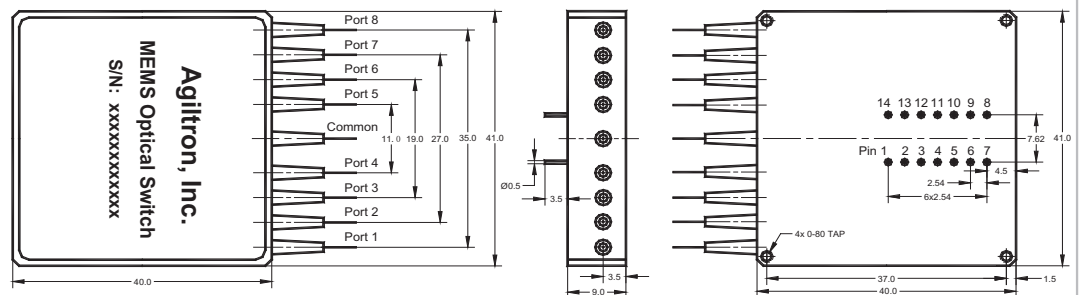 Agiltron, Inc.
MEMS Optical Switch
S/N: xxxxxxxxxxxxx
Port 8
Port 7
Port 6
Port 5
Common
Port 4
Port 3
Port 2
Port 1
11.0
19.0
27.0
35.0
41.0
40.0
Ø0.5
3.5
3.5
9.0
14 13 12 11 10 9 8
Pin 1 2 3 4 5 6 7
7.62
41.0
4.5
2.54
6x2.54
4x 0-80 TAP
37.0
1.5
40.0